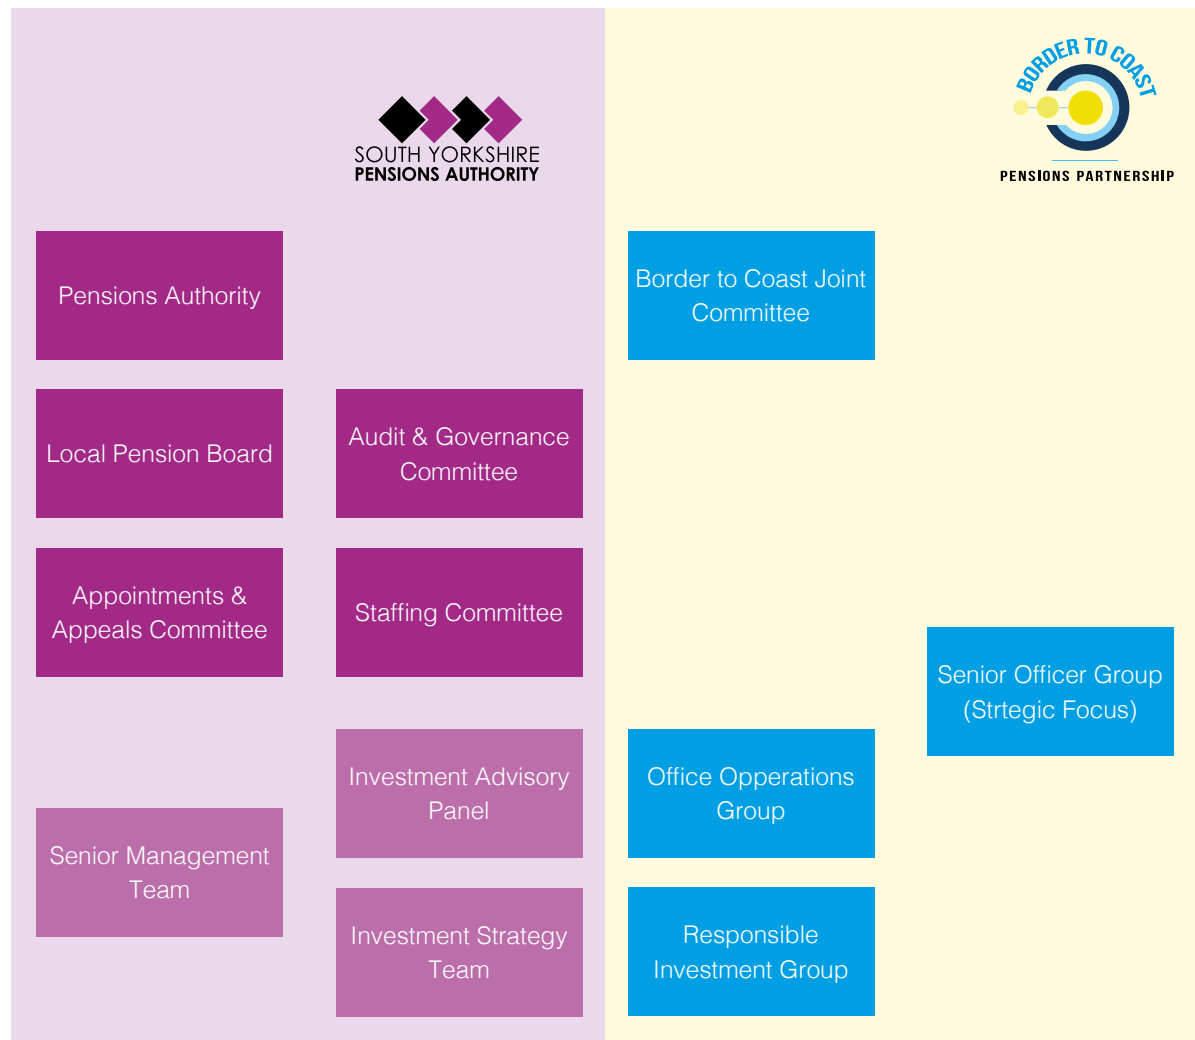 SOUTH YORKSHIRE
PENSIONS AUTHORITY
BORDER TO COAST
PENSIONS PARTNERSHIP
Pensions Authority
Local Pension Board
Audit & Governance
Committee
Appointments &
Appeals Committee
Staffing Committee
Investment Advisory
Panel
Senior Management
Team
Investment Strategy
Team
Border to Coast Joint
Committee
Senior Officer Group
(Strtegic Focus)
Office Opperations
Group
Responsible
Investment Group